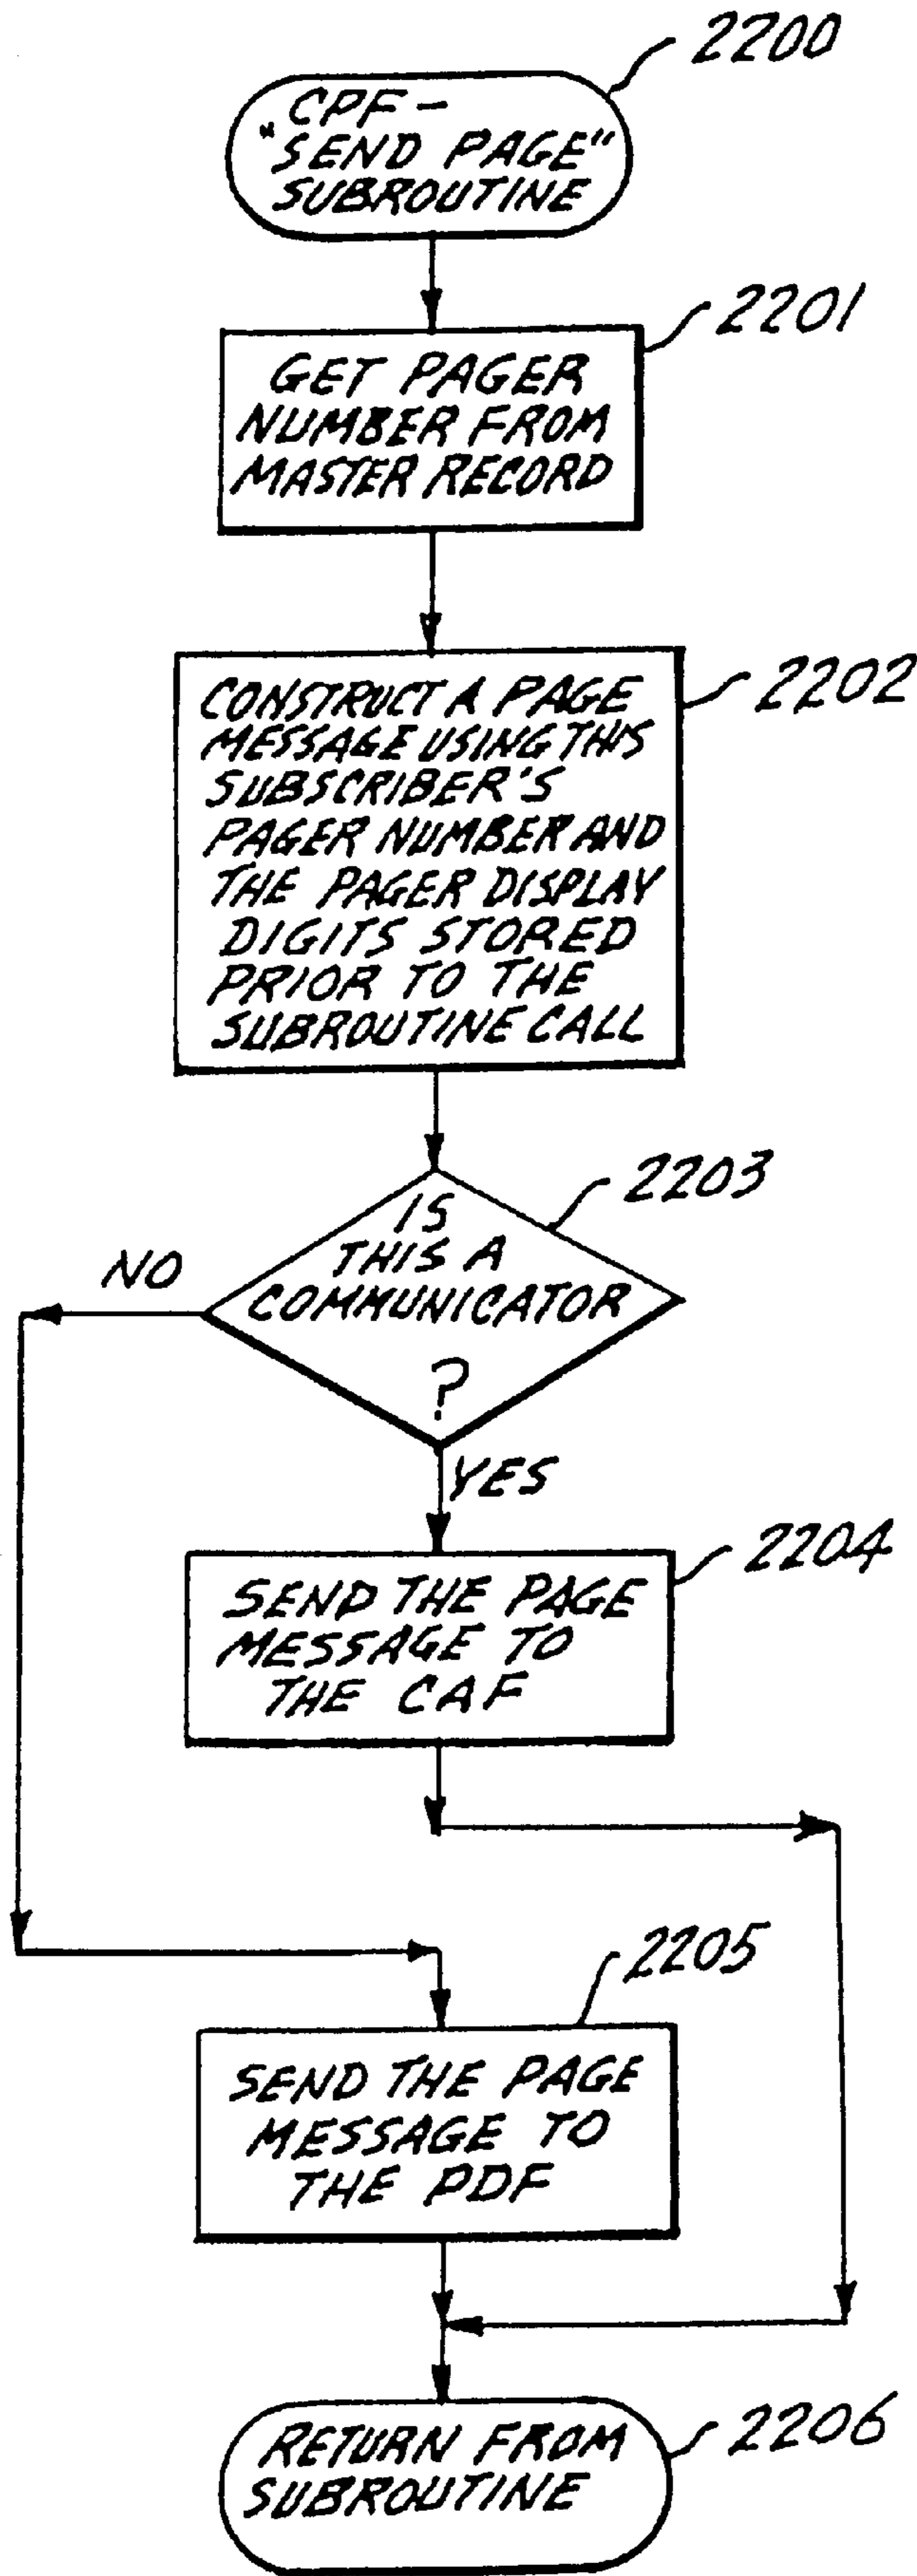 2200
CPF-
"SEND PAGE"
SUBROUTINE
2201
GET PAGER
NUMBER FROM
MASTER RECORD
2202
CONSTRUCT A PAGE
MESSAGE USING THIS
SUBSCRIBER'S
PAGER NUMBER AND
THE PAGER DISPLAY
DIGITS STORED
PRIOR TO THE
SUBROUTINE CALL
2203
IS
THIS A
COMMUNICATOR
?
NO
YES
2204
SEND THE PAGE
MESSAGE TO
THE CAF
2205
SEND THE PAGE
MESSAGE TO
THE PDF
2206
RETURN FROM
SUBROUTINE